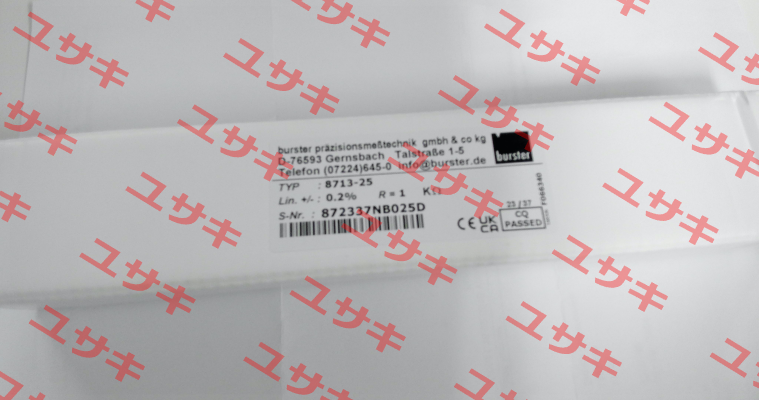 burster präzisionsmeßtechnik gmbh & co kg
D-76593 Gernsbach Talstraße 1-5
Telefon (07224)645-0 info@burster.de
burster
TYP : 8713-25
Lin. +/- : 0.2% R = 1 KΩ
S-Nr. : 872337NB025D
23 / 37
CE UK CA
CQ PASSED
F088340
ユサキ